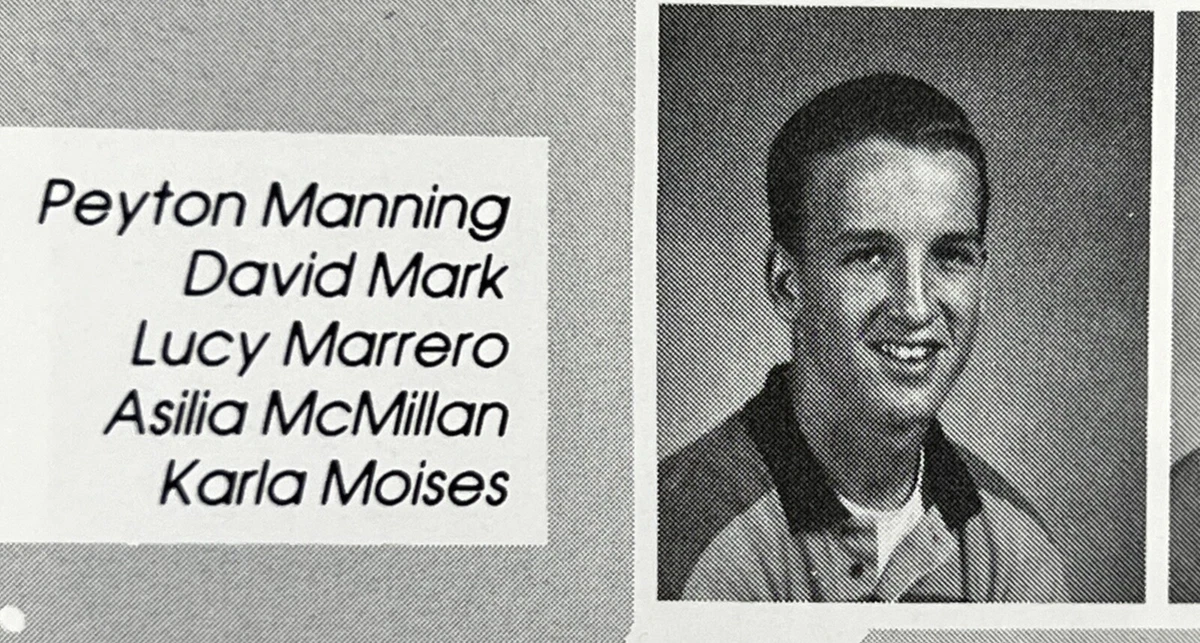 Peyton Manning
David Mark
Lucy Marrero
Asilia McMillan
Karla Moises